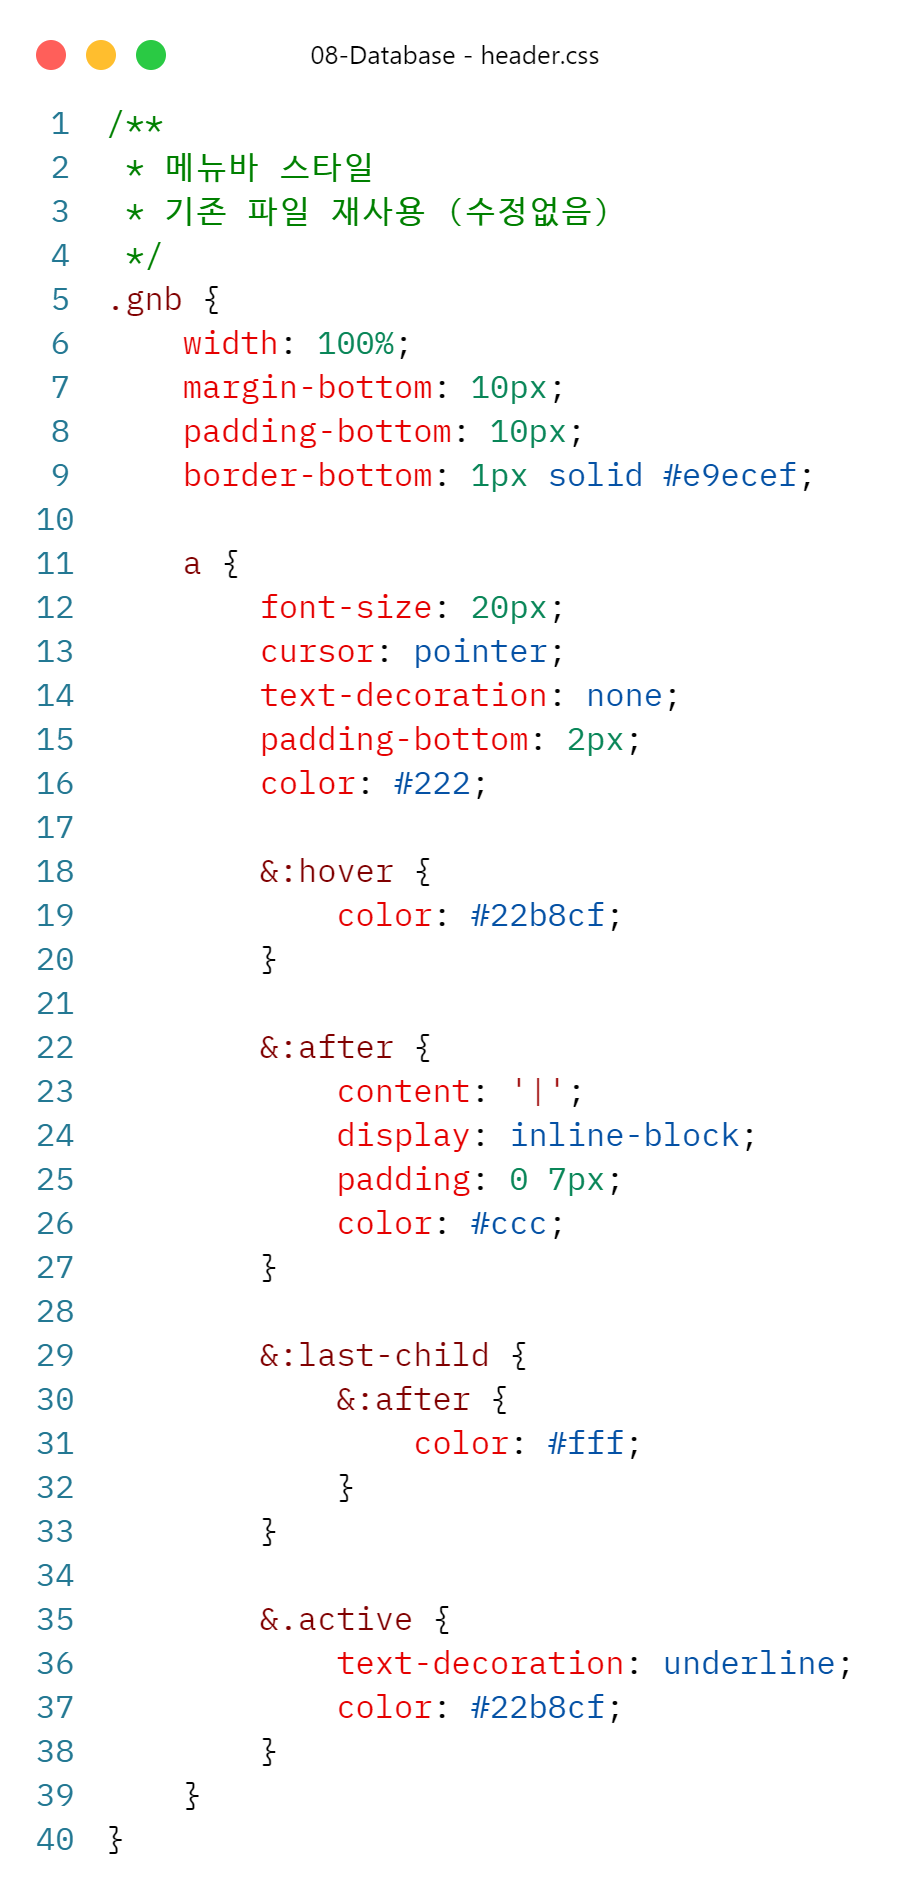 08-Database - header.css
1 /**
2  * 메뉴바 스타일
3  * 기존 파일 재사용 (수정없음)
4  */
5 .gnb {
6     width: 100%;
7     margin-bottom: 10px;
8     padding-bottom: 10px;
9     border-bottom: 1px solid #e9ecef;
10
11     a {
12         font-size: 20px;
13         cursor: pointer;
14         text-decoration: none;
15         padding-bottom: 2px;
16         color: #222;
17
18         &:hover {
19             color: #22b8cf;
20         }
21
22         &:after {
23             content: '|';
24             display: inline-block;
25             padding: 0 7px;
26             color: #ccc;
27         }
28
29         &:last-child {
30             &:after {
31                 color: #fff;
32             }
33         }
34
35         &.active {
36             text-decoration: underline;
37             color: #22b8cf;
38         }
39     }
40 }